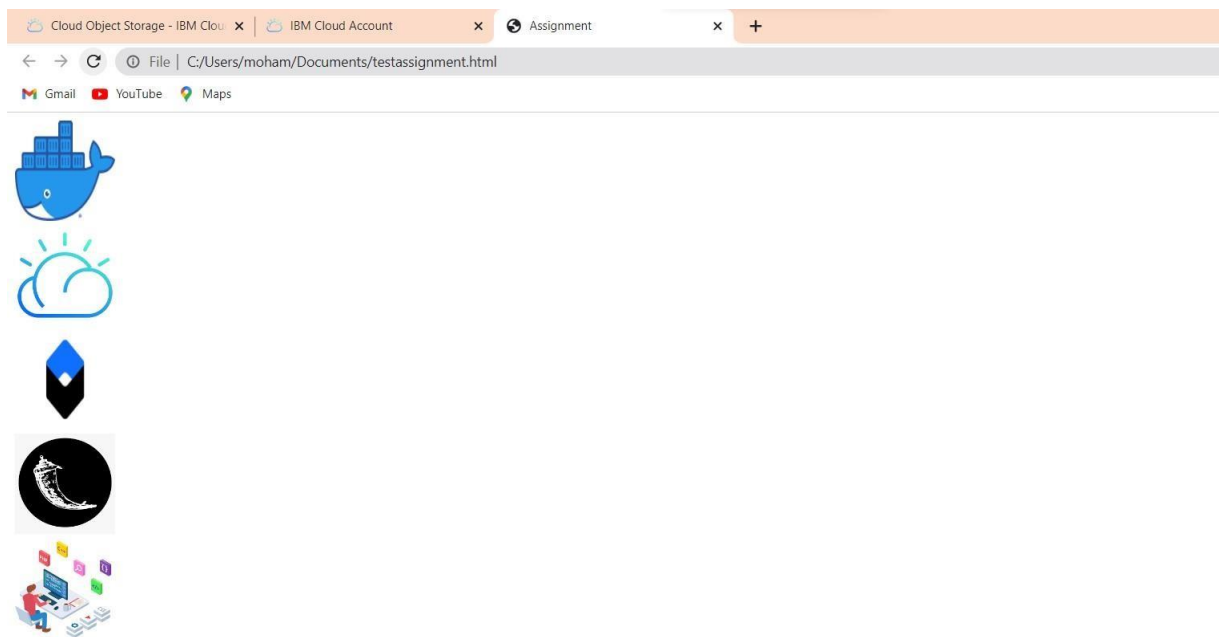 Cloud Object Storage - IBM Clou
IBM Cloud Account
Assignment
File | C:/Users/moham/Documents/testassignment.html
Gmail
YouTube
Maps